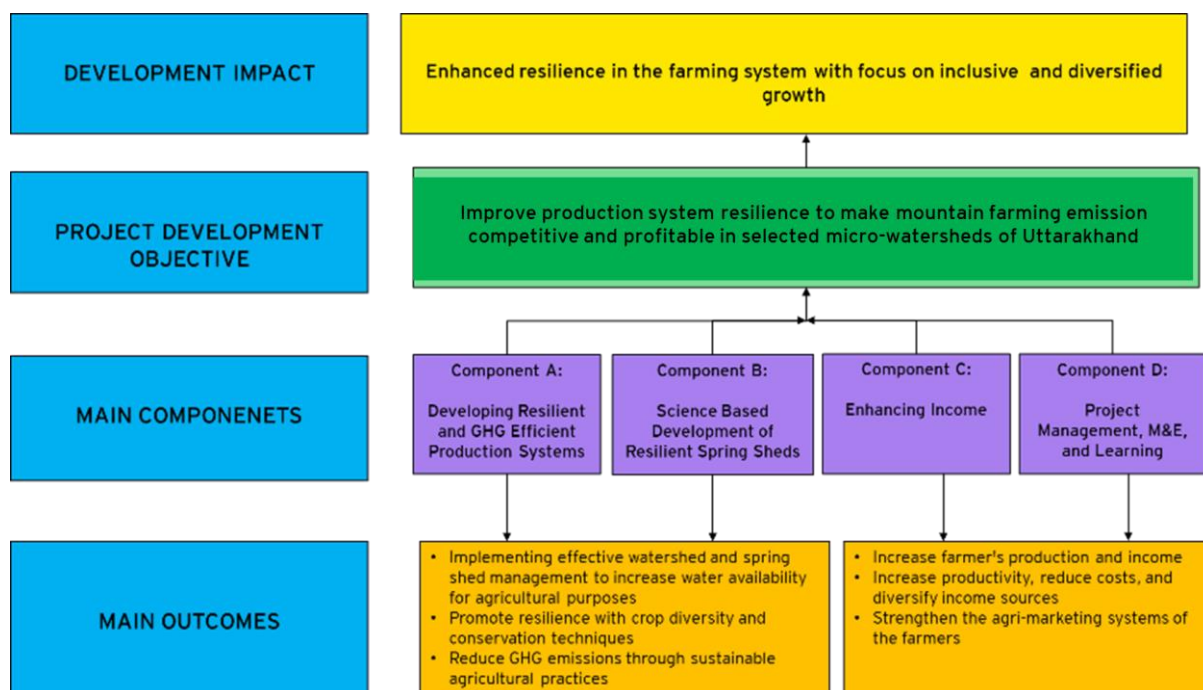 DEVELOPMENT IMPACT
Enhanced resilience in the farming system with focus on inclusive and diversified
growth
PROJECT DEVELOPMENT
OBJECTIVE
Improve production system resilience to make mountain farming emission
competitive and profitable in selected micro-watersheds of Uttarakhand
MAIN COMPONENETS
Component A:
Developing Resilient
and GHG Efficient
Production Systems
Component B:
Science Based
Development of
Resilient Spring Sheds
Component C:
Enhancing Income
Component D:
Project
Management, M&E,
and Learning
MAIN OUTCOMES
• Implementing effective watershed and spring
shed management to increase water availability
for agricultural purposes
• Promote resilience with crop diversity and
conservation techniques
• Reduce GHG emissions through sustainable
agricultural practices
• Increase farmer's production and income
• Increase productivity, reduce costs, and
diversify income sources
• Strengthen the agri-marketing systems of
the farmers